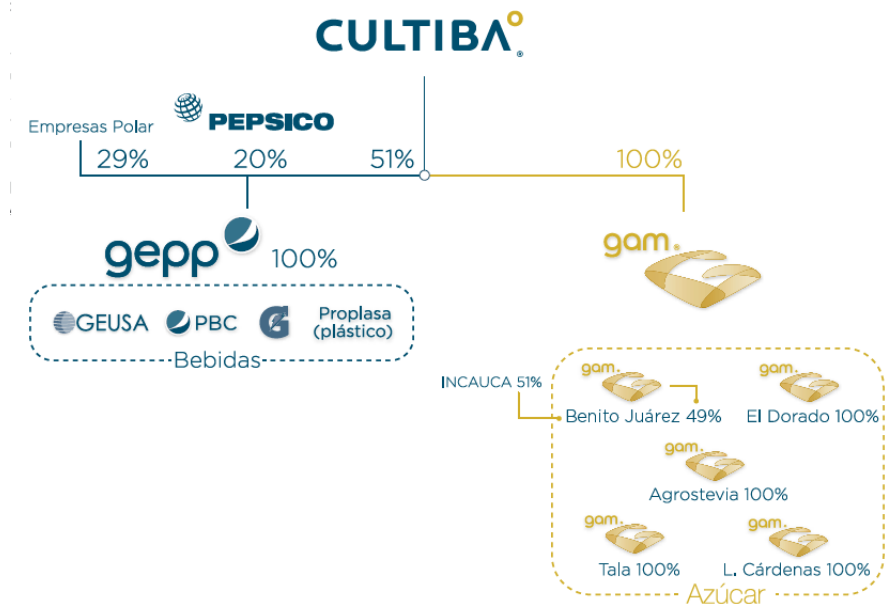 CULTIBA
Empresas Polar
PEPSICO
29%
20%
51%
100%
gepp
100%
gam.
GEUSA
PBC
G
Proplasa
(plástico)
Bebidas
INCAUCA 51%
gam.
Benito Juárez 49%
gam.
El Dorado 100%
gam.
Agrostevia 100%
gam.
Tala 100%
gam.
L. Cárdenas 100%
Azúcar